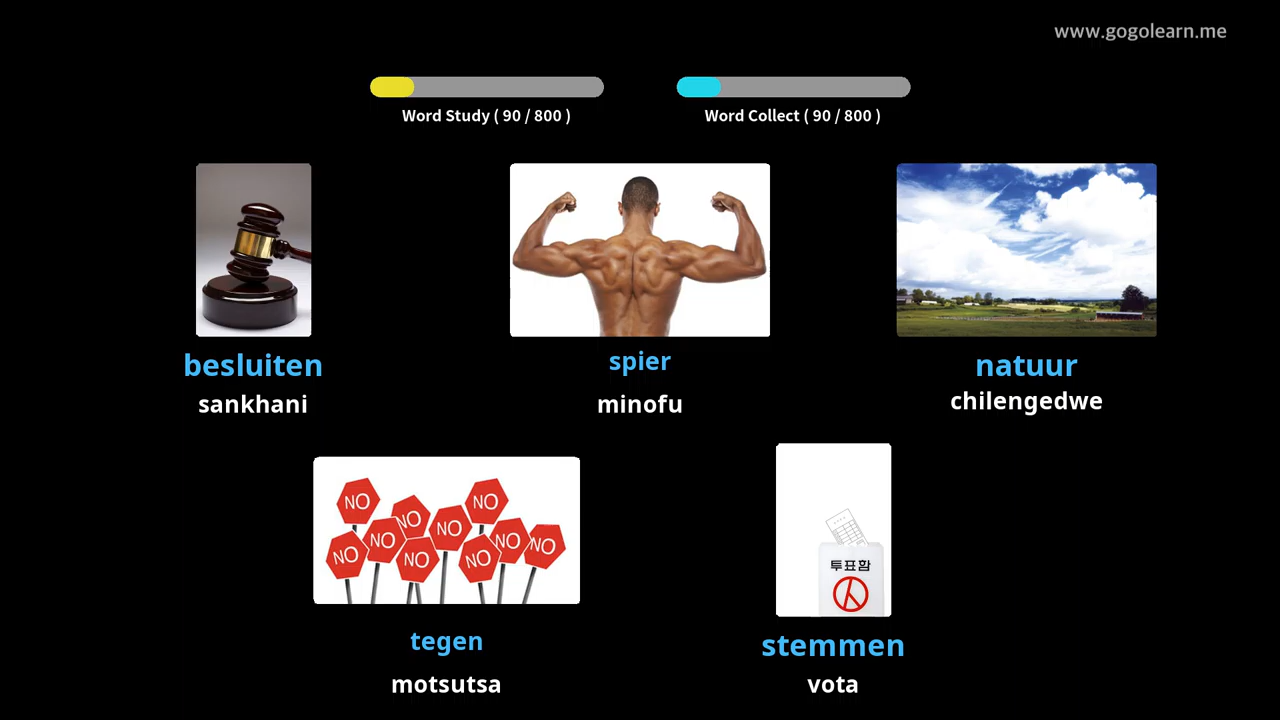 www.gogolearn.me
Word Study ( 90 / 800 )
Word Collect ( 90 / 800 )
besluiten
sankhani
spier
minofu
natuur
chilengedwe
NO
NO
NO
NO
NO
NO
NO
NO
NO
NO
투표함
tegen
motsutsa
stemmen
vota